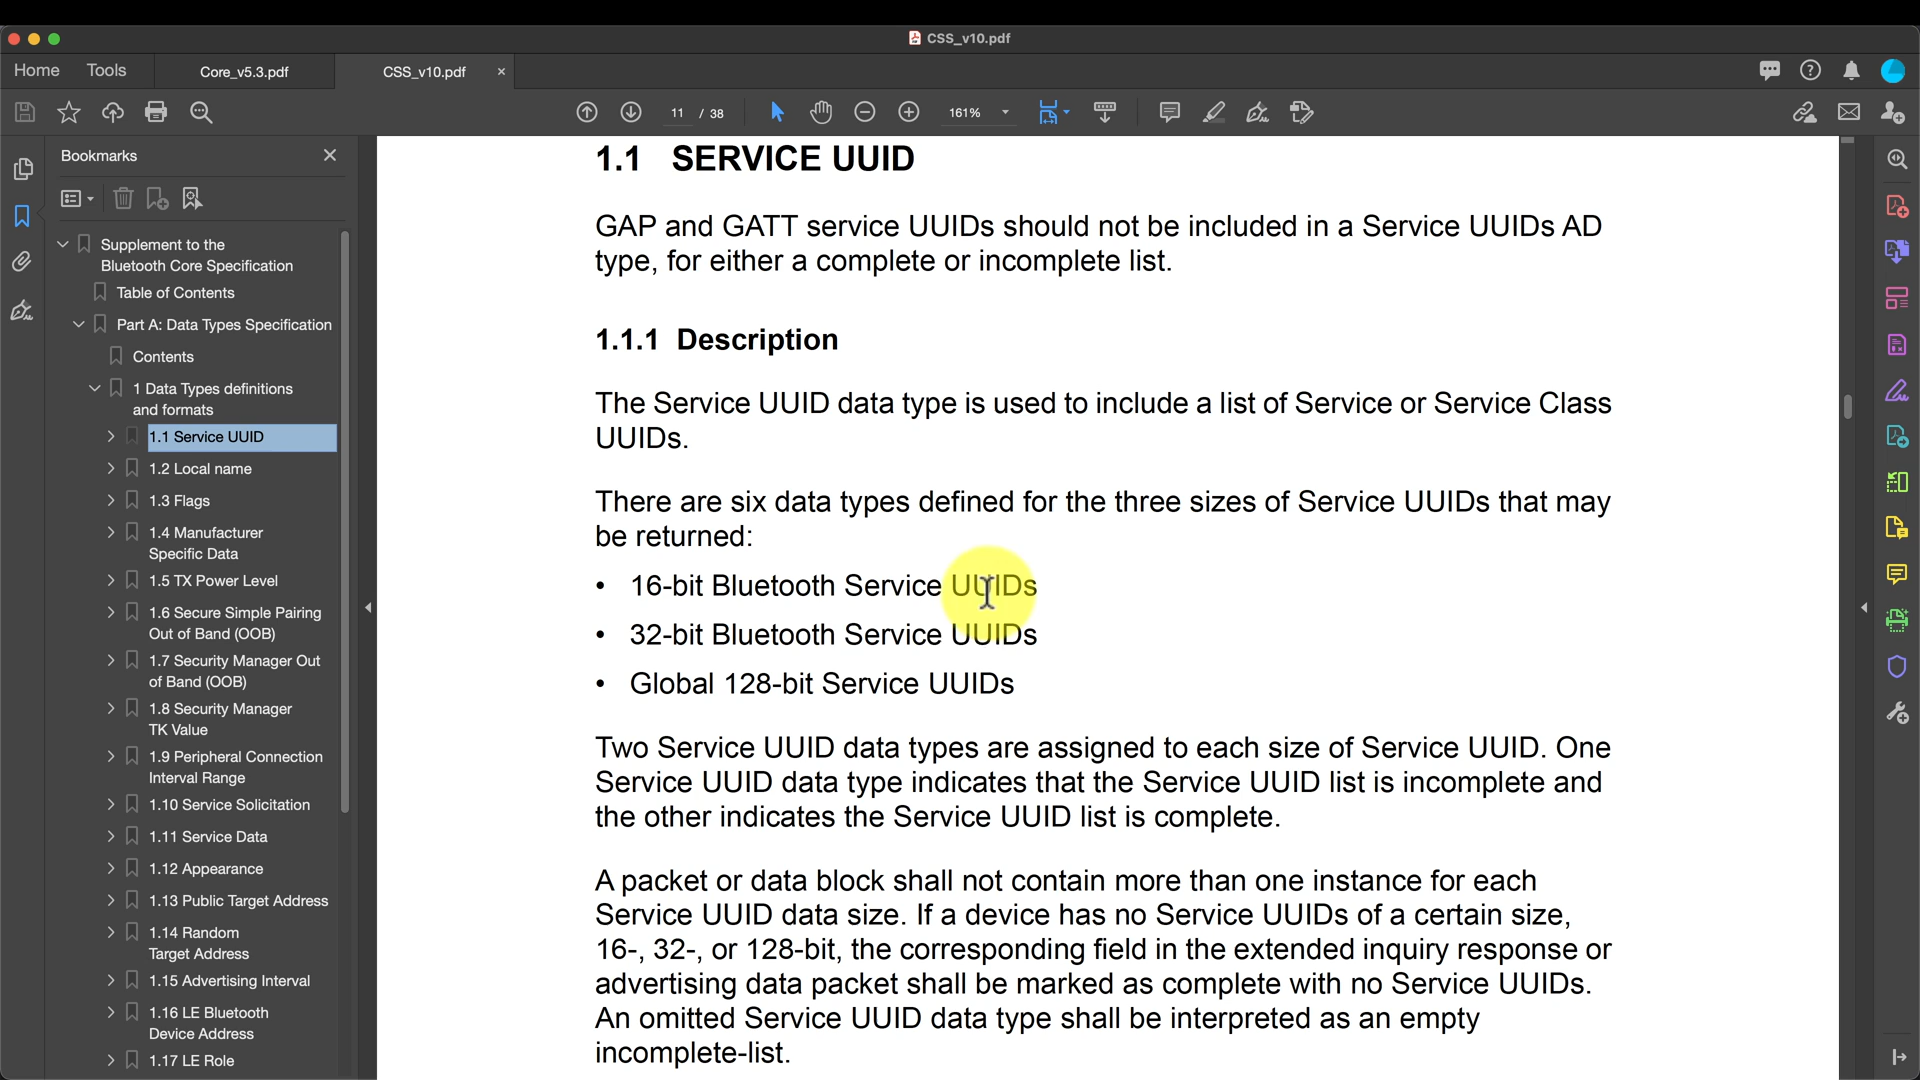 CSS_v10.pdf
Home
Tools
Core_v5.3.pdf
CSS_v10.pdf
11 / 38
161%
Bookmarks
Supplement to the
Bluetooth Core Specification
Table of Contents
Part A: Data Types Specification
Contents
1 Data Types definitions
and formats
1.1 Service UUID
1.2 Local name
1.3 Flags
1.4 Manufacturer
Specific Data
1.5 TX Power Level
1.6 Secure Simple Pairing
Out of Band (OOB)
1.7 Security Manager Out
of Band (OOB)
1.8 Security Manager
TK Value
1.9 Peripheral Connection
Interval Range
1.10 Service Solicitation
1.11 Service Data
1.12 Appearance
1.13 Public Target Address
1.14 Random
Target Address
1.15 Advertising Interval
1.16 LE Bluetooth
Device Address
1.17 LE Role
1.1 SERVICE UUID
GAP and GATT service UUIDs should not be included in a Service UUIDs AD
type, for either a complete or incomplete list.
1.1.1 Description
The Service UUID data type is used to include a list of Service or Service Class
UUIDs.
There are six data types defined for the three sizes of Service UUIDs that may
be returned:
• 16-bit Bluetooth Service UUIDs
• 32-bit Bluetooth Service UUIDs
• Global 128-bit Service UUIDs
Two Service UUID data types are assigned to each size of Service UUID. One
Service UUID data type indicates that the Service UUID list is incomplete and
the other indicates the Service UUID list is complete.
A packet or data block shall not contain more than one instance for each
Service UUID data size. If a device has no Service UUIDs of a certain size,
16-, 32-, or 128-bit, the corresponding field in the extended inquiry response or
advertising data packet shall be marked as complete with no Service UUIDs.
An omitted Service UUID data type shall be interpreted as an empty
incomplete-list.